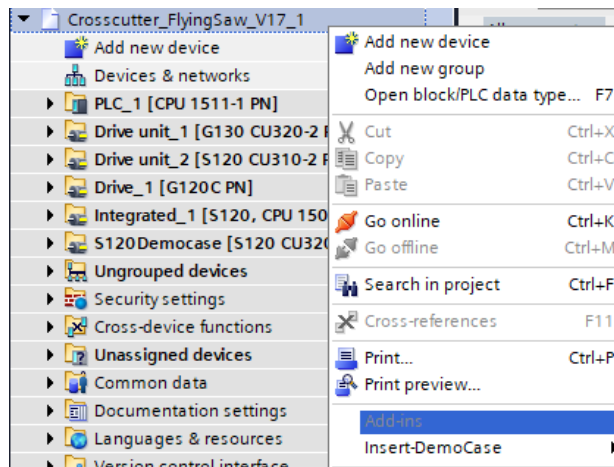 Crosscutter_FlyingSaw_V17_1
Add new device
Devices & networks
PLC_1 [CPU 1511-1 PN]
Drive unit_1 [G130 CU320-2
Drive unit_2 [S120 CU310-2
Drive_1 [G120C PN]
Integrated_1 [S120, CPU 150
S120Democase [S120 CU320
Ungrouped devices
Security settings
Cross-device functions
Unassigned devices
Common data
Documentation settings
Languages & resources
Version control interface
Add new device
Add new group
Open block/PLC data type... F7
Cut Ctrl+X
Copy Ctrl+C
Paste Ctrl+V
Go online Ctrl+K
Go offline Ctrl+M
Search in project Ctrl+F
Cross-references F11
Print... Ctrl+P
Print preview...
Add-ins
Insert-DemoCase